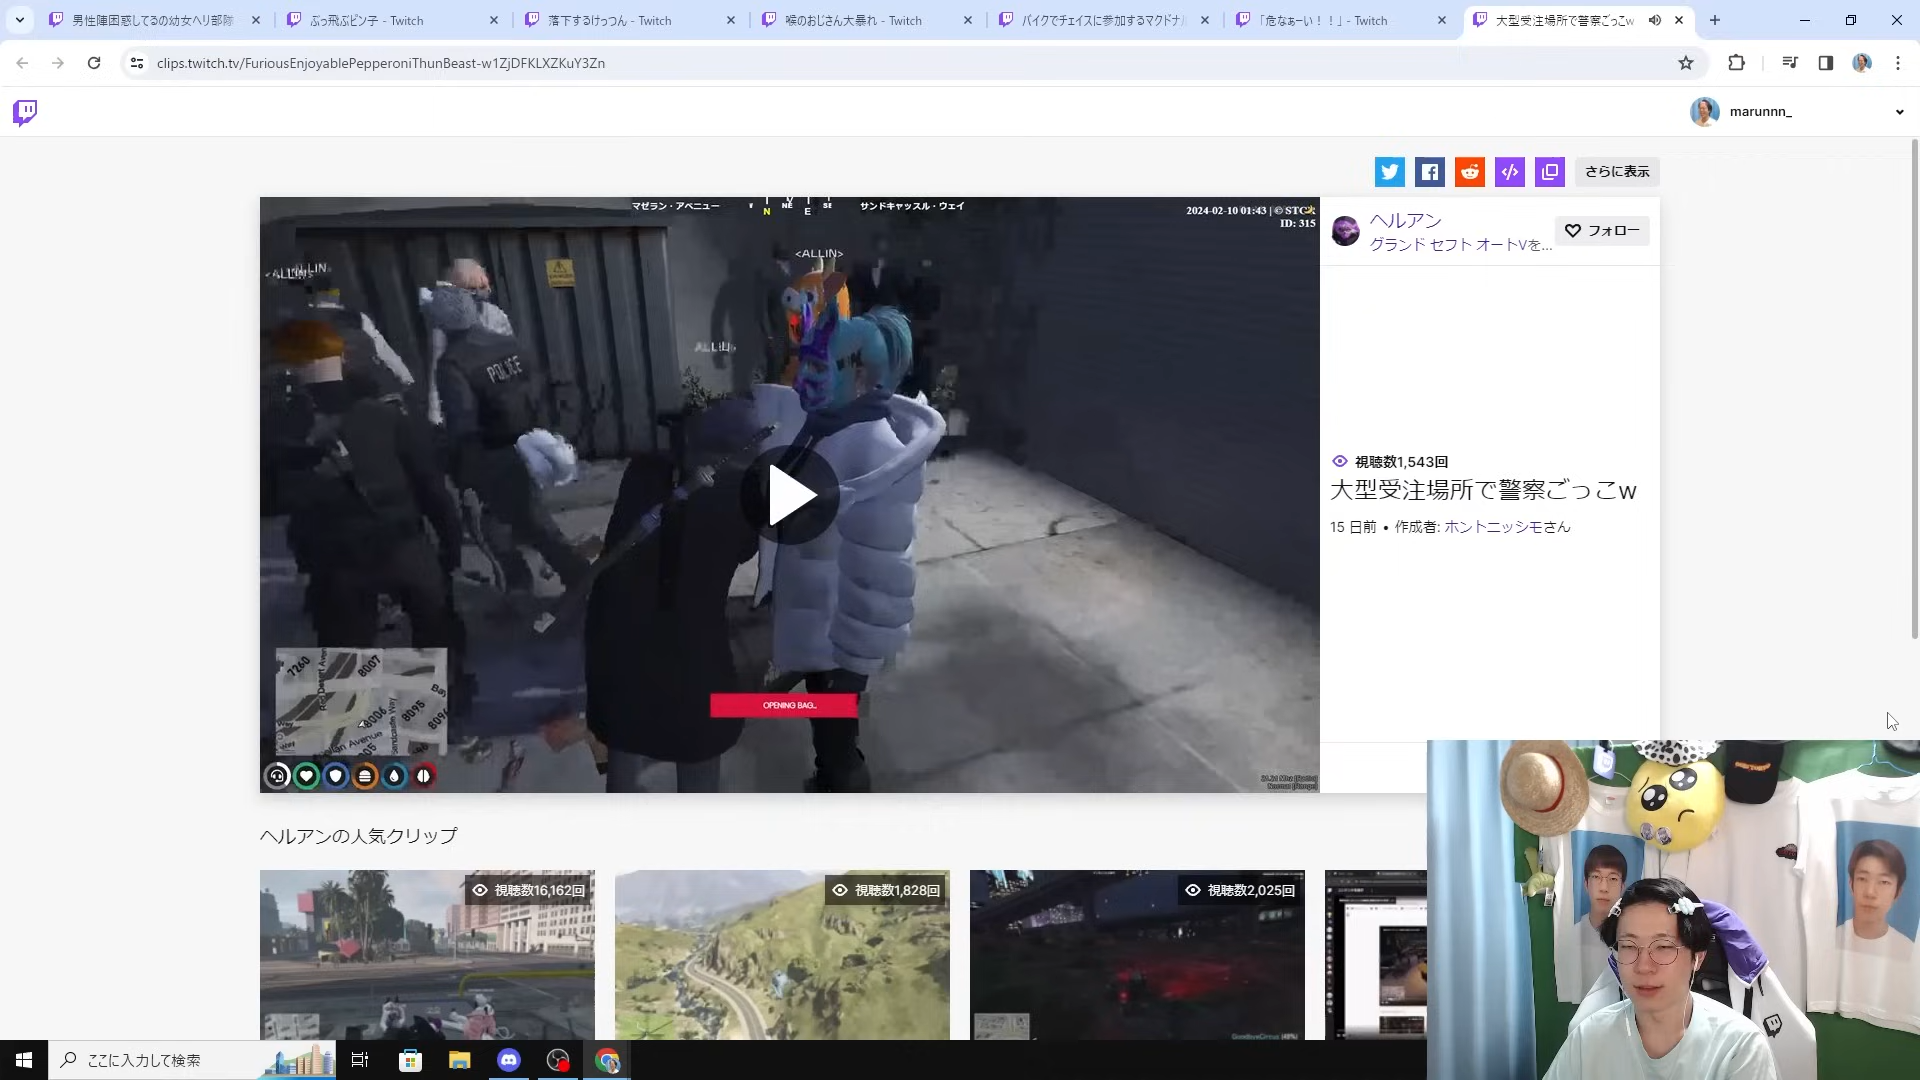 男性陣困惑してるの幼女ヘリ部隊
ぶっ飛ぶピン子 - Twitch
落下するけっつん - Twitch
喉のおじさん大暴れ - Twitch
バイクでチェイスに参加するマクドナル
「危なぁーい！！」 - Twitch
大型受注場所で警察ごっこw
clips.twitch.tv/FuriousEnjoyablePepperoniThunBeast-w1ZjDFKLXZKuY3Zn
marunnn_
さらに表示
マゼラン・アベニュー
N NE E SE
サンドキャッスル・ウェイ
2024-02-10 01:43 | © STGR
ID: 315
<ALLIN>
POLICE
7260
8007
8006
8095
8096
OPENING BAG..
ヘルアン
グランド セフト オートVを...
フォロー
視聴数1,543回
大型受注場所で警察ごっこw
15 日前 • 作成者: ホントニッシモさん
ヘルアンの人気クリップ
視聴数16,162回
視聴数1,828回
視聴数2,025回
ここに入力して検索